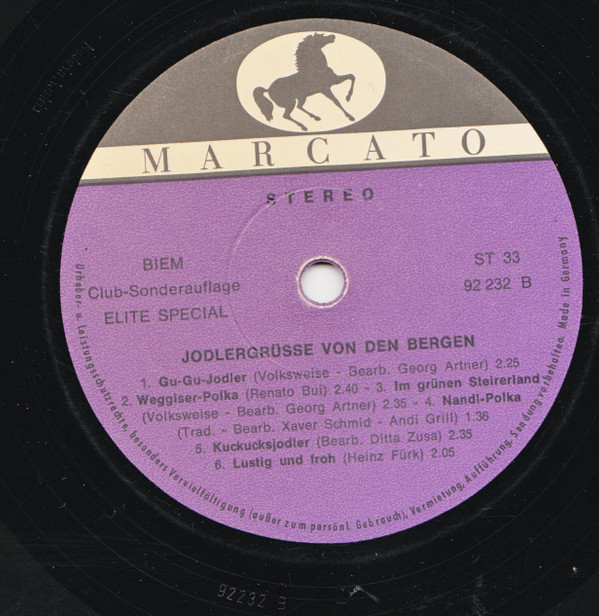 MARCATO
STEREO
BIEM
Club-Sonderauflage
ELITE SPECIAL
ST 33
92 232 B
JODLERGRÜSSE VON DEN BERGEN
1. Gu-Gu-Jodler (Volksweise - Bearb. Georg Artner) 2.25
2. Weggiser-Polka (Renato Bui) 2.40 - 3. Im grünen Steirerland
(Volksweise - Bearb. Georg Artner) 2.35 - 4. Nandl-Polka
(Trad. - Bearb. Xaver Schmid - Andi Grill) 1.36
5. Kuckucksjodler (Bearb. Ditta Zusa) 2.35
6. Lustig und froh (Heinz Fürk) 2.05
Urheber- u. Leistungsschutzrechte, besonders Vervielfältigung (außer zum persönl. Gebrauch), Vermietung, Aufführung, Sendung vorbehalten. Made in Germany
92232 B